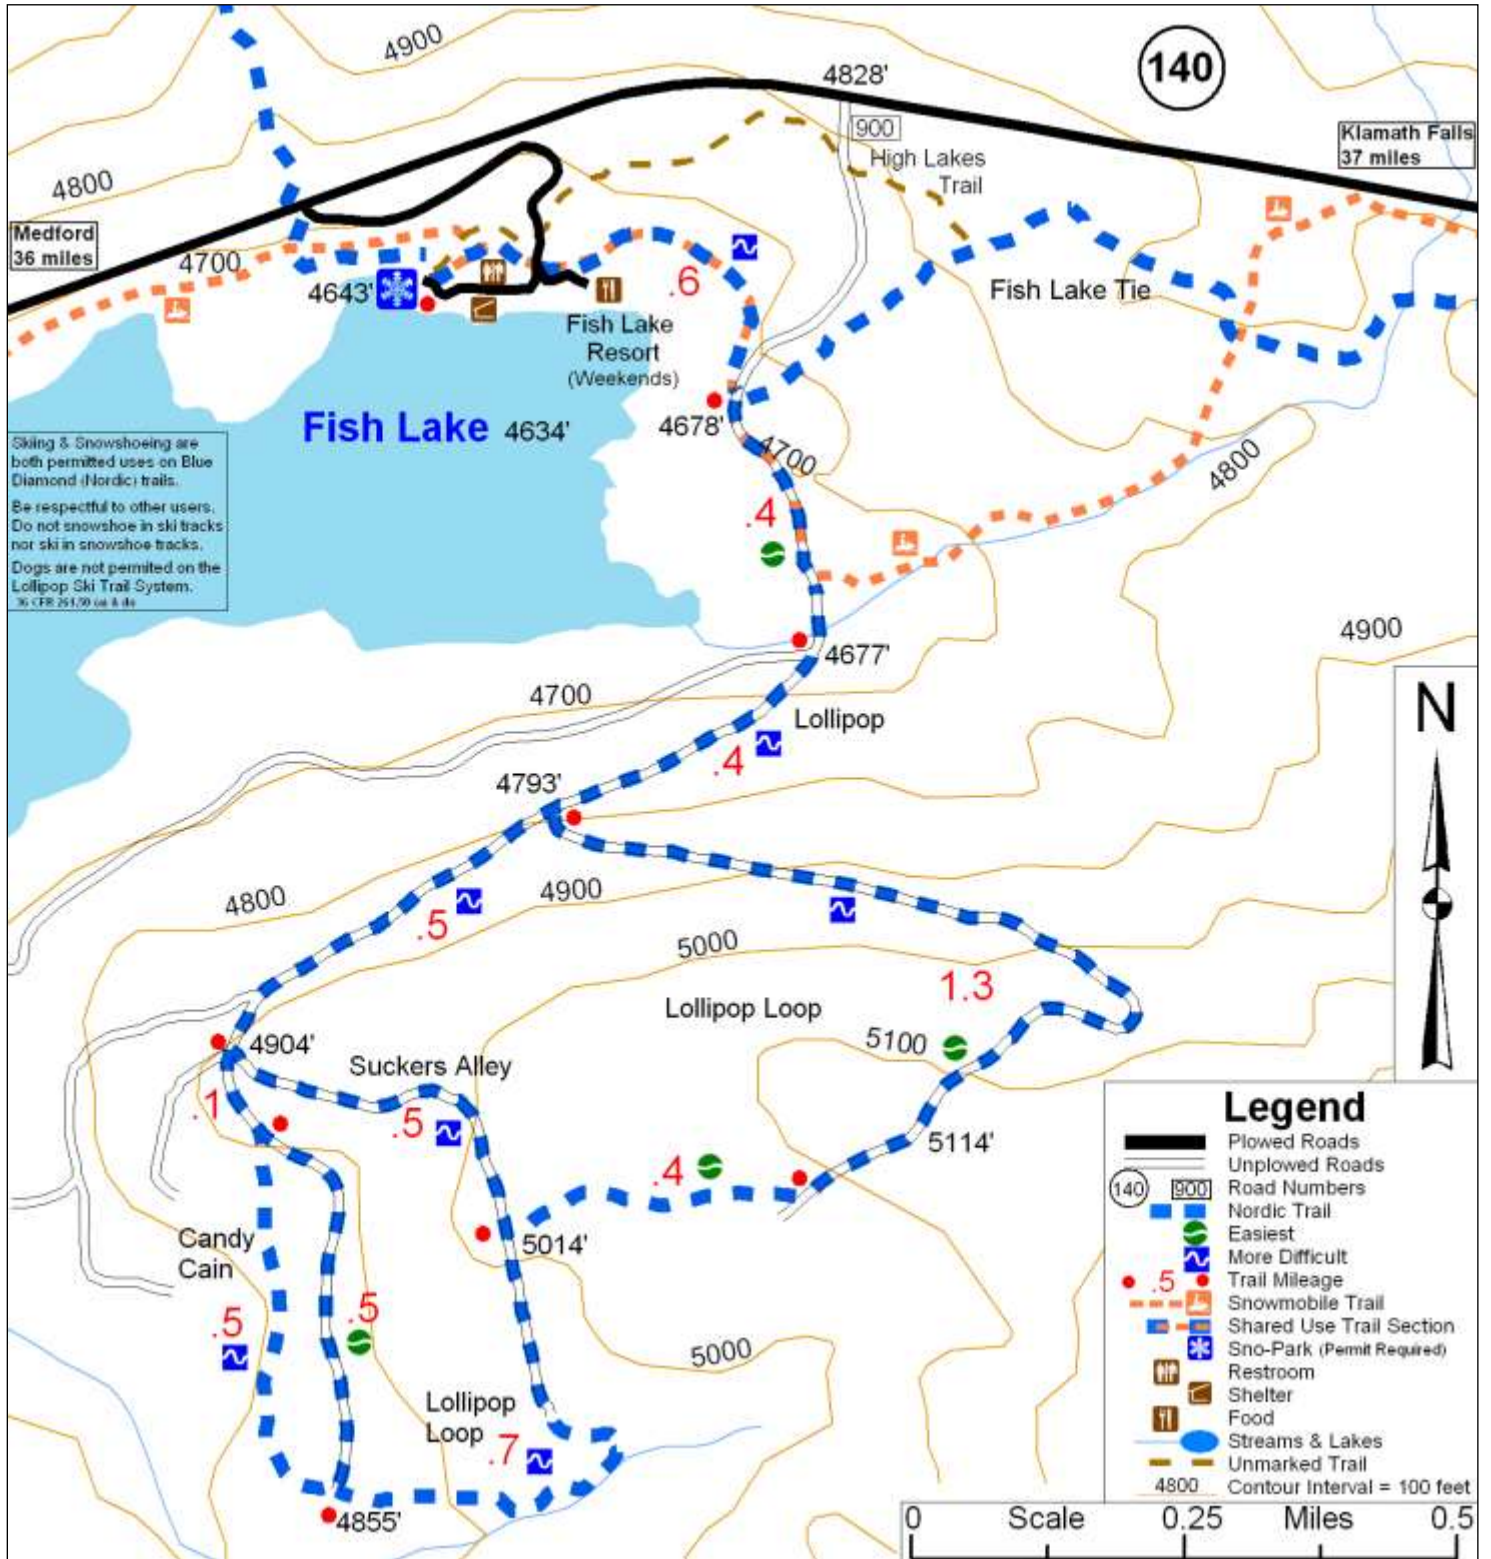 4900
4828'
140
900
High Lakes
Trail
Klamath Falls
37 miles
4800
Medford
36 miles
4700
4643'
.6
Fish Lake Tie
Fish Lake
Resort
(Weekends)
Fish Lake 4634'
4678'
4700
4800
Skiing & Snowshoeing are
both permitted uses on Blue
Diamond (Nordic) trails.
Be respectful to other users.
Do not snowshoe in ski tracks
nor ski in snowshoe tracks.
Dogs are not permited on the
Lollipop Ski Trail System.
.4
4900
4677'
4700
Lollipop
N
.4
4793'
4800
4900
.5
5000
1.3
Lollipop Loop
4904'
5100
Suckers Alley
.1
.5
5114'
.4
5014'
Candy
Cain
.5
.5
5000
Lollipop
Loop
.7
4855'
Legend
Plowed Roads
Unplowed Roads
140 900 Road Numbers
Nordic Trail
Easiest
More Difficult
.5 Trail Mileage
Snowmobile Trail
Shared Use Trail Section
Sno-Park (Permit Required)
Restroom
Shelter
Food
Streams & Lakes
Unmarked Trail
4800 Contour Interval = 100 feet
0 Scale 0.25 Miles 0.5